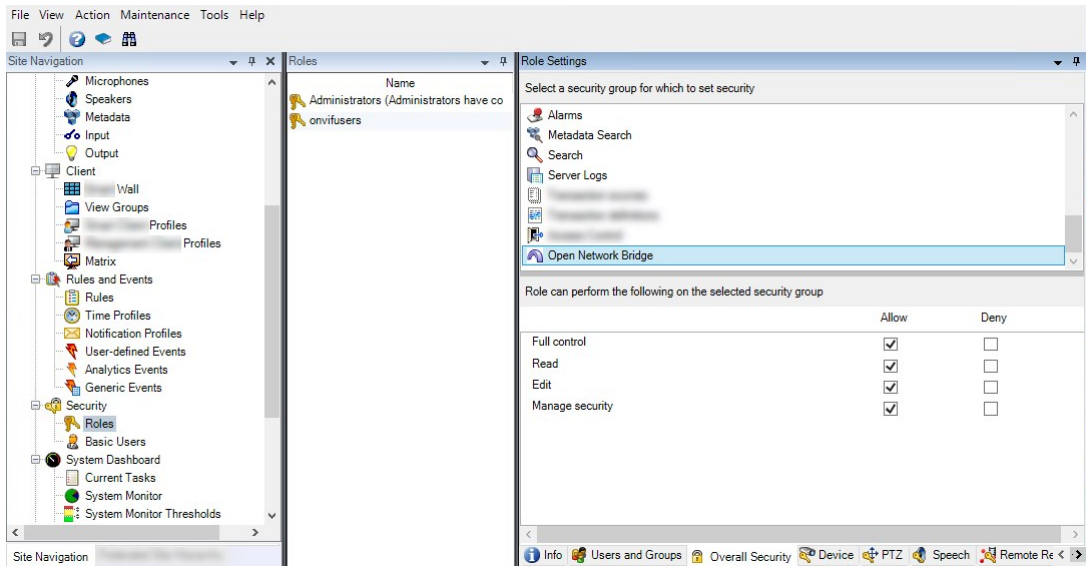 File View Action Maintenance Tools Help
Site Navigation
Microphones
Speakers
Metadata
Input
Output
Client
Wall
View Groups
Profiles
Profiles
Matrix
Rules and Events
Rules
Time Profiles
Notification Profiles
User-defined Events
Analytics Events
Generic Events
Security
Roles
Basic Users
System Dashboard
Current Tasks
System Monitor
System Monitor Thresholds
Site Navigation
Roles
Name
Administrators (Administrators have co
onvifusers
Role Settings
Select a security group for which to set security
Alarms
Metadata Search
Search
Server Logs
Open Network Bridge
Role can perform the following on the selected security group
Allow Deny
Full control
Read
Edit
Manage security
Info Users and Groups Overall Security Device PTZ Speech Remote Re